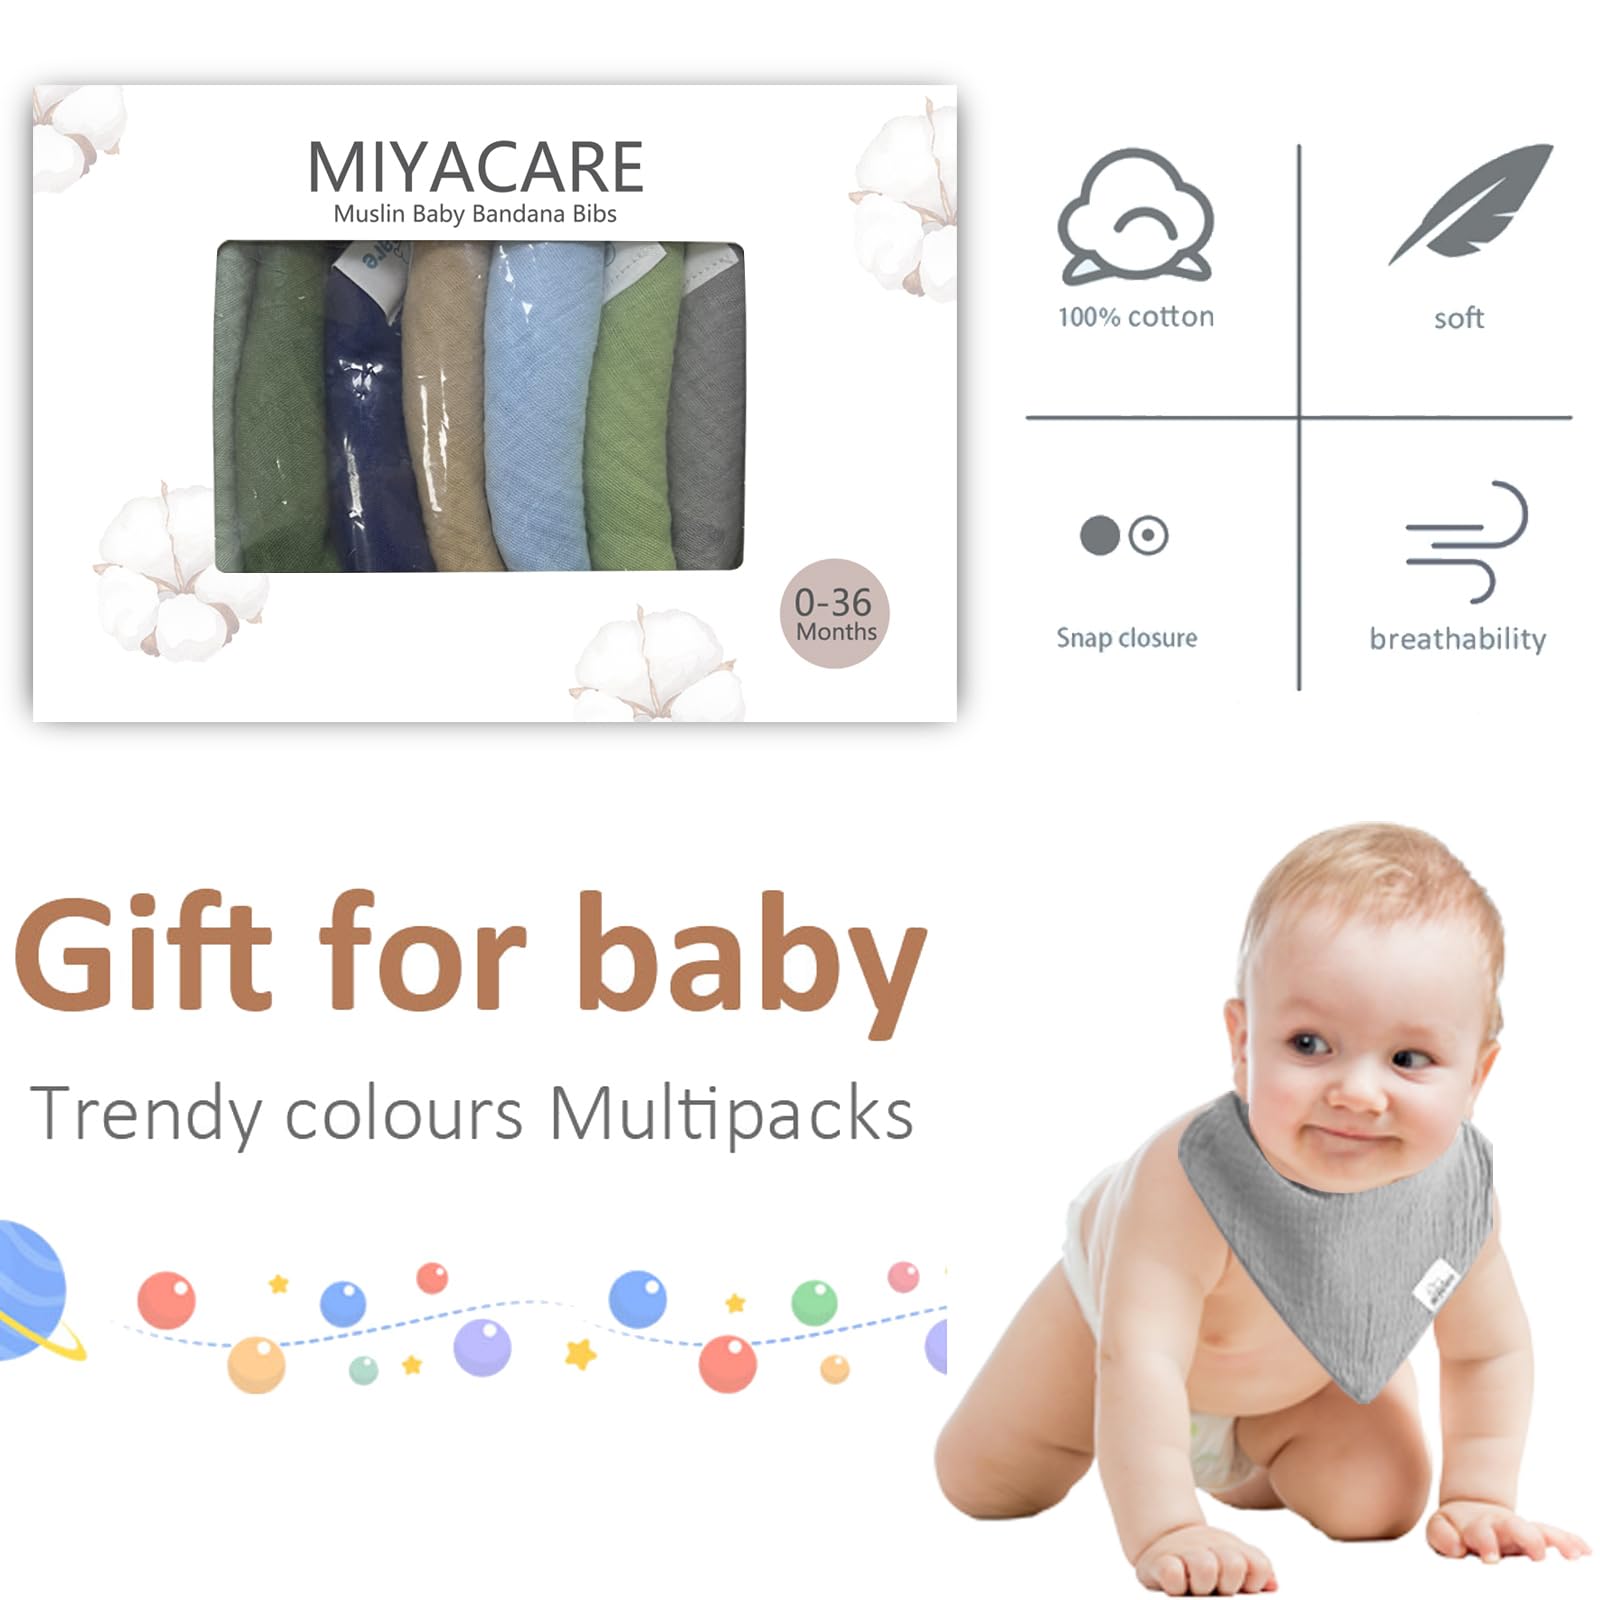 MIYACARE
Muslin Baby Bandana Bibs
0-36
Months
100% cotton
soft
Snap closure
breathability
Gift for baby
Trendy colours Multipacks